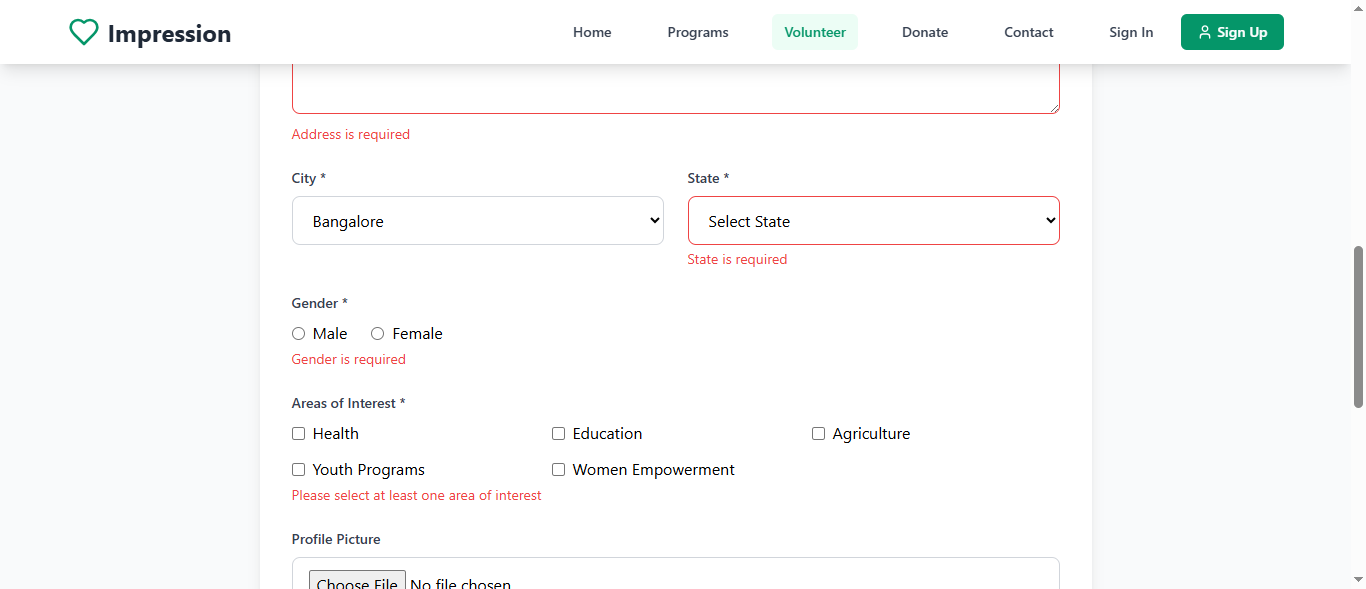 Impression
Home Programs Volunteer Donate Contact Sign In Sign Up
Address is required
City * State *
Bangalore Select State
State is required
Gender *
Male Female
Gender is required
Areas of Interest *
Health Education Agriculture
Youth Programs Women Empowerment
Please select at least one area of interest
Profile Picture
Choose File No file chosen